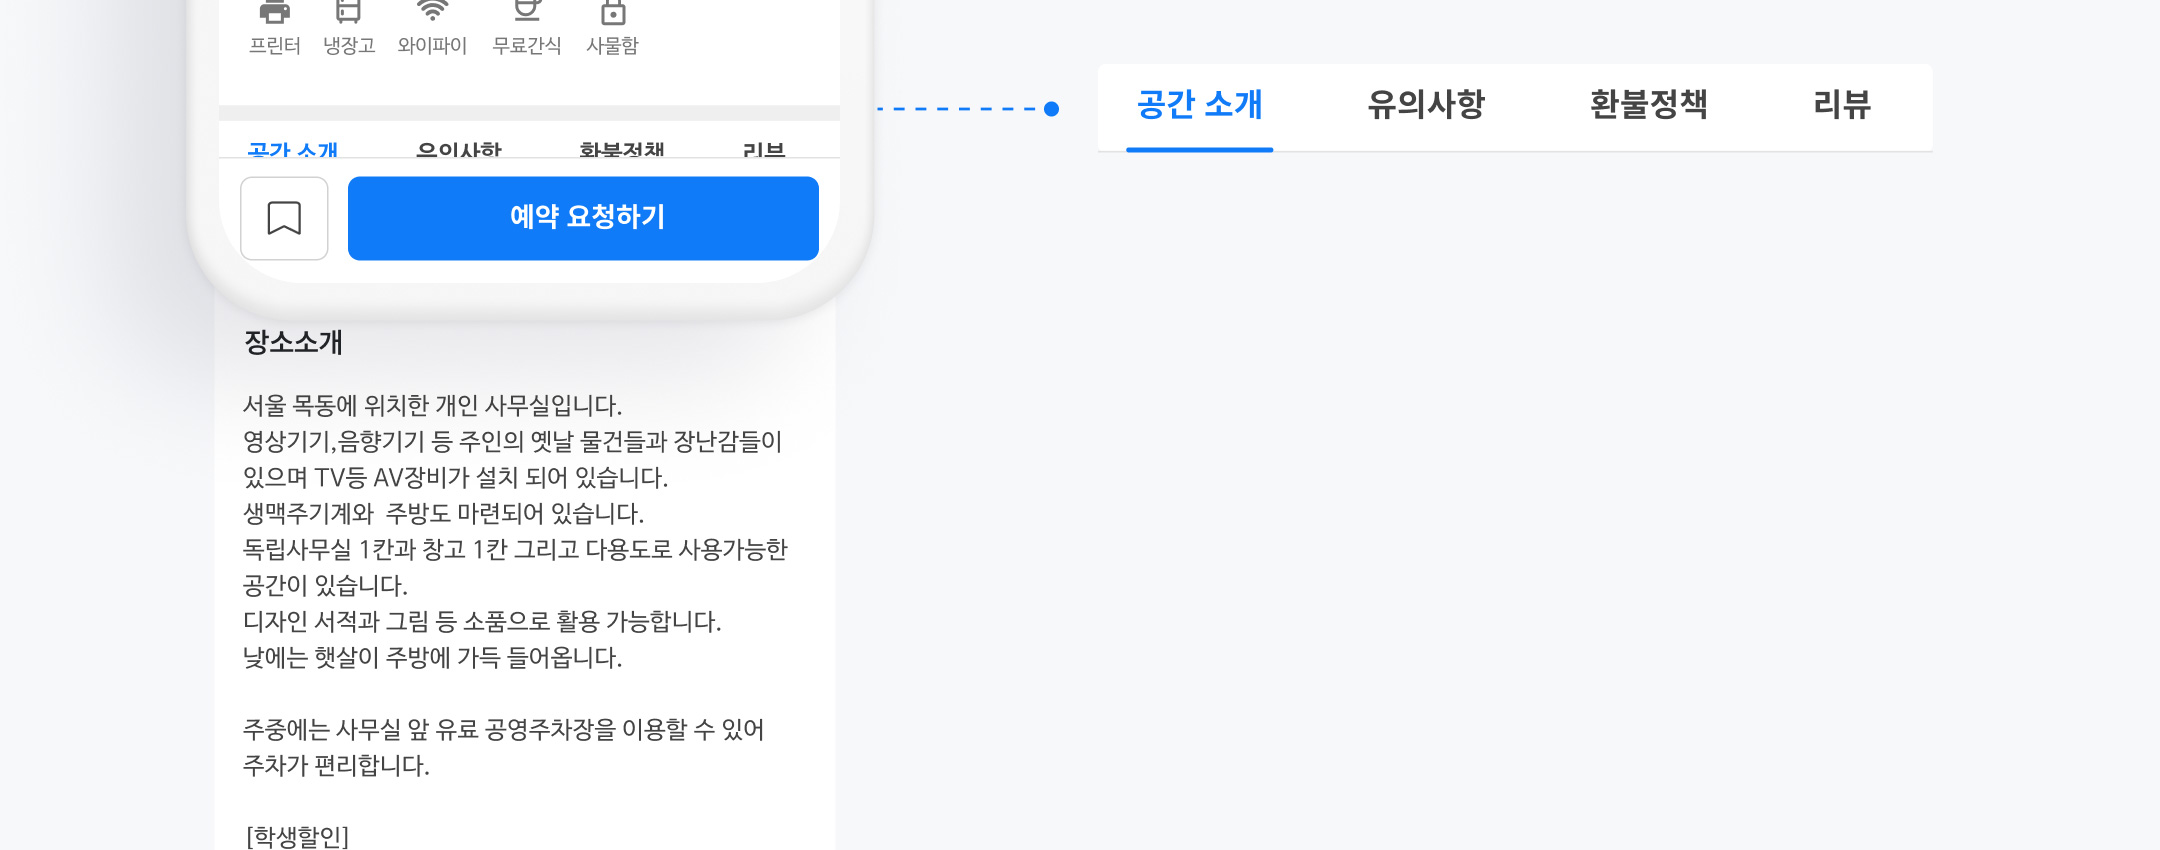 프린터 냉장고 와이파이 무료간식 사물함
공간 소개 유의사항 환불정책 리뷰
공간 소개 유의사항 환불정책 리뷰
예약 요청하기
장소소개
서울 목동에 위치한 개인 사무실입니다.
영상기기,음향기기 등 주인의 옛날 물건들과 장난감들이
있으며 TV등 AV장비가 설치 되어 있습니다.
생맥주기계와  주방도 마련되어 있습니다.
독립사무실 1칸과 창고 1칸 그리고 다용도로 사용가능한
공간이 있습니다.
디자인 서적과 그림 등 소품으로 활용 가능합니다.
낮에는 햇살이 주방에 가득 들어옵니다.
주중에는 사무실 앞 유료 공영주차장을 이용할 수 있어
주차가 편리합니다.
[학생할인]